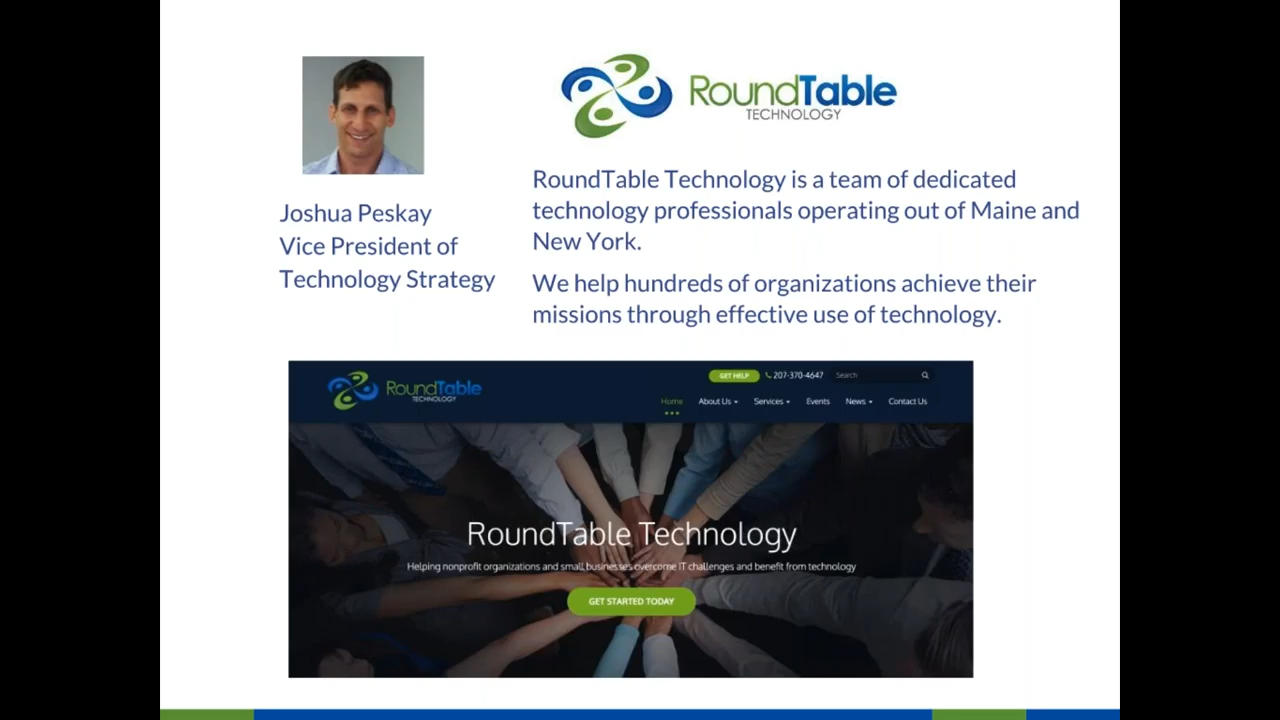 RoundTable
TECHNOLOGY
Joshua Peskay
Vice President of
Technology Strategy
RoundTable Technology is a team of dedicated
technology professionals operating out of Maine and
New York.
We help hundreds of organizations achieve their
missions through effective use of technology.
RoundTable
TECHNOLOGY
GET HELP 207-370-4647 Search
Home About Us Services Events News Contact Us
RoundTable Technology
Helping nonprofit organizations and small businesses overcome IT challenges and benefit from technology
GET STARTED TODAY